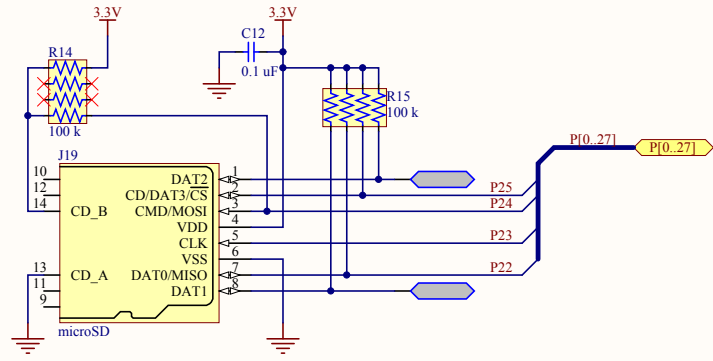 3.3V
3.3V
C12
0.1 uF
R14
100 k
R15
100 k
P[0..27]
P[0..27]
J19
10
DAT2
1
12
CD/DAT3/CS
2
P25
14
CD_B
CMD/MOSI
3
P24
VDD
4
CLK
5
P23
VSS
6
13
CD_A
DAT0/MISO
7
P22
11
DAT1
8
9
microSD